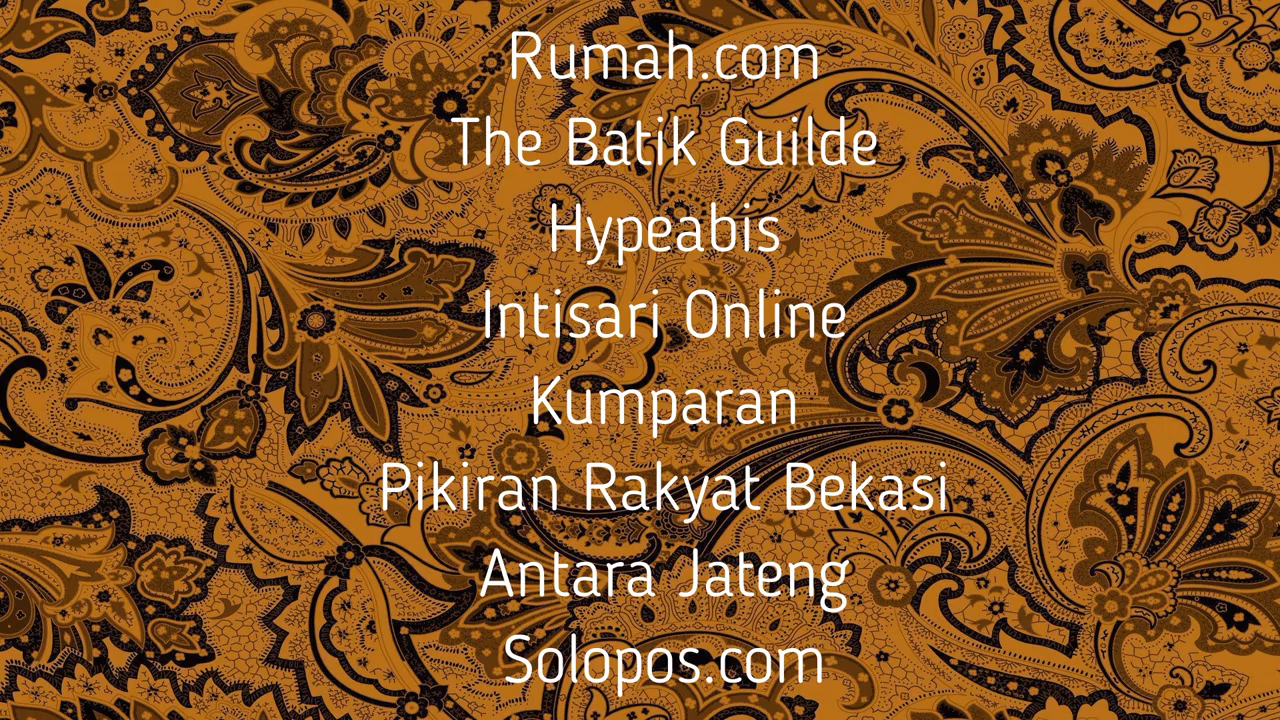 Rumah.com
The Batik Guilde
Hypeabis
Intisari Online
Kumparan
Pikiran Rakyat Bekasi
Antara Jateng
Solopos.com